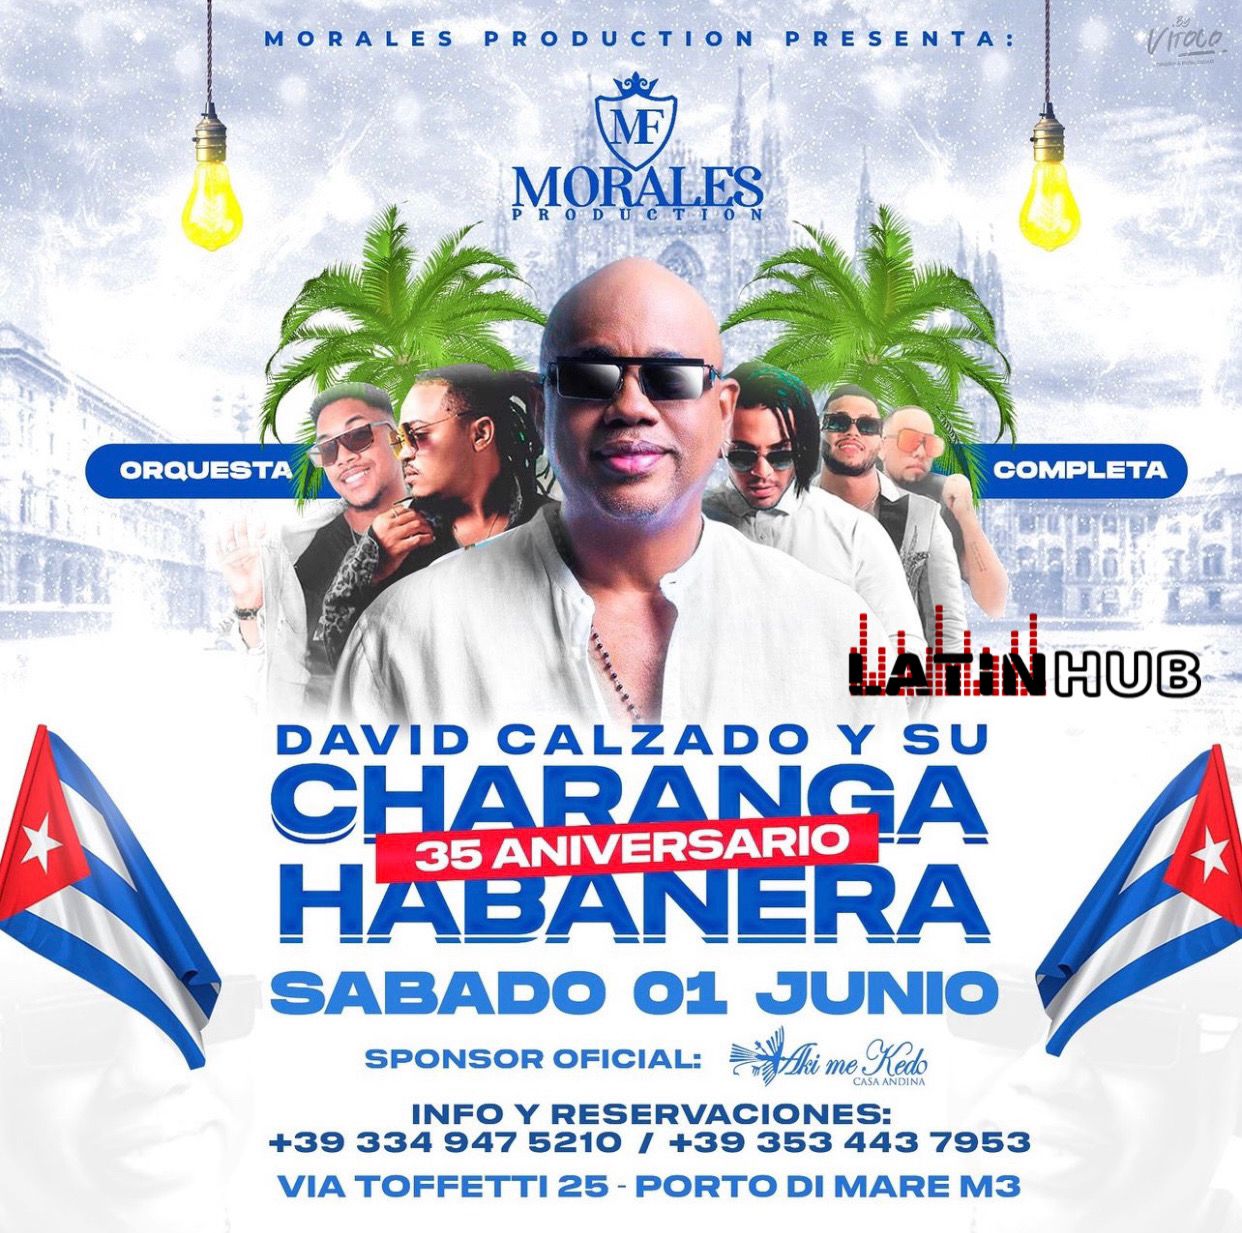 MORALES PRODUCTION PRESENTA:
BY
VITOCO
MF
MORALES
PRODUCTION
ORQUESTA
COMPLETA
LATIN HUB
DAVID CALZADO Y SU
CHARANGA
35 ANIVERSARIO
HABANERA
SABADO 01 JUNIO
SPONSOR OFICIAL:
Aki me Kedo
CASA ANDINA
INFO Y RESERVACIONES:
+39 334 947 5210 / +39 353 443 7953
VIA TOFFETTI 25 - PORTO DI MARE M3